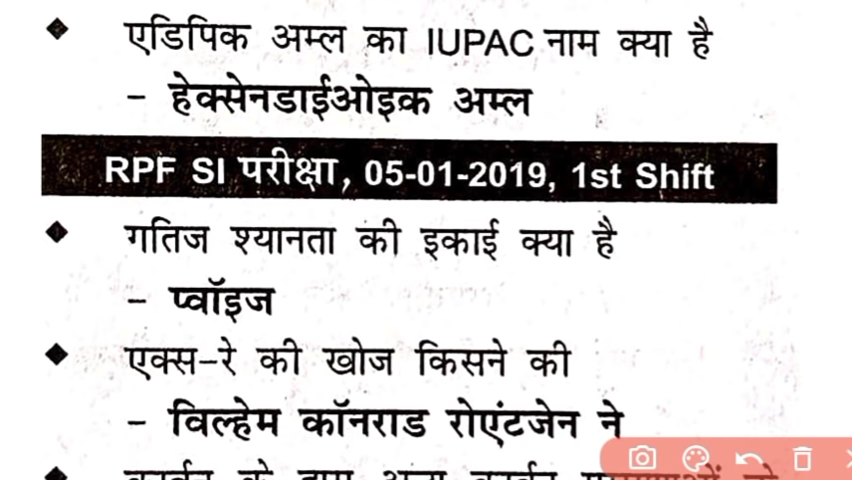 ◆ एडिपिक अम्ल का IUPAC नाम क्या है
– हेक्सेनडाईओइक अम्ल
RPF SI परीक्षा, 05-01-2019, 1st Shift
◆ गतिज श्यानता की इकाई क्या है
– प्वॉइज
◆ एक्स–रे की खोज किसने की
– विल्हेम कॉनराड रोएंटजेन ने